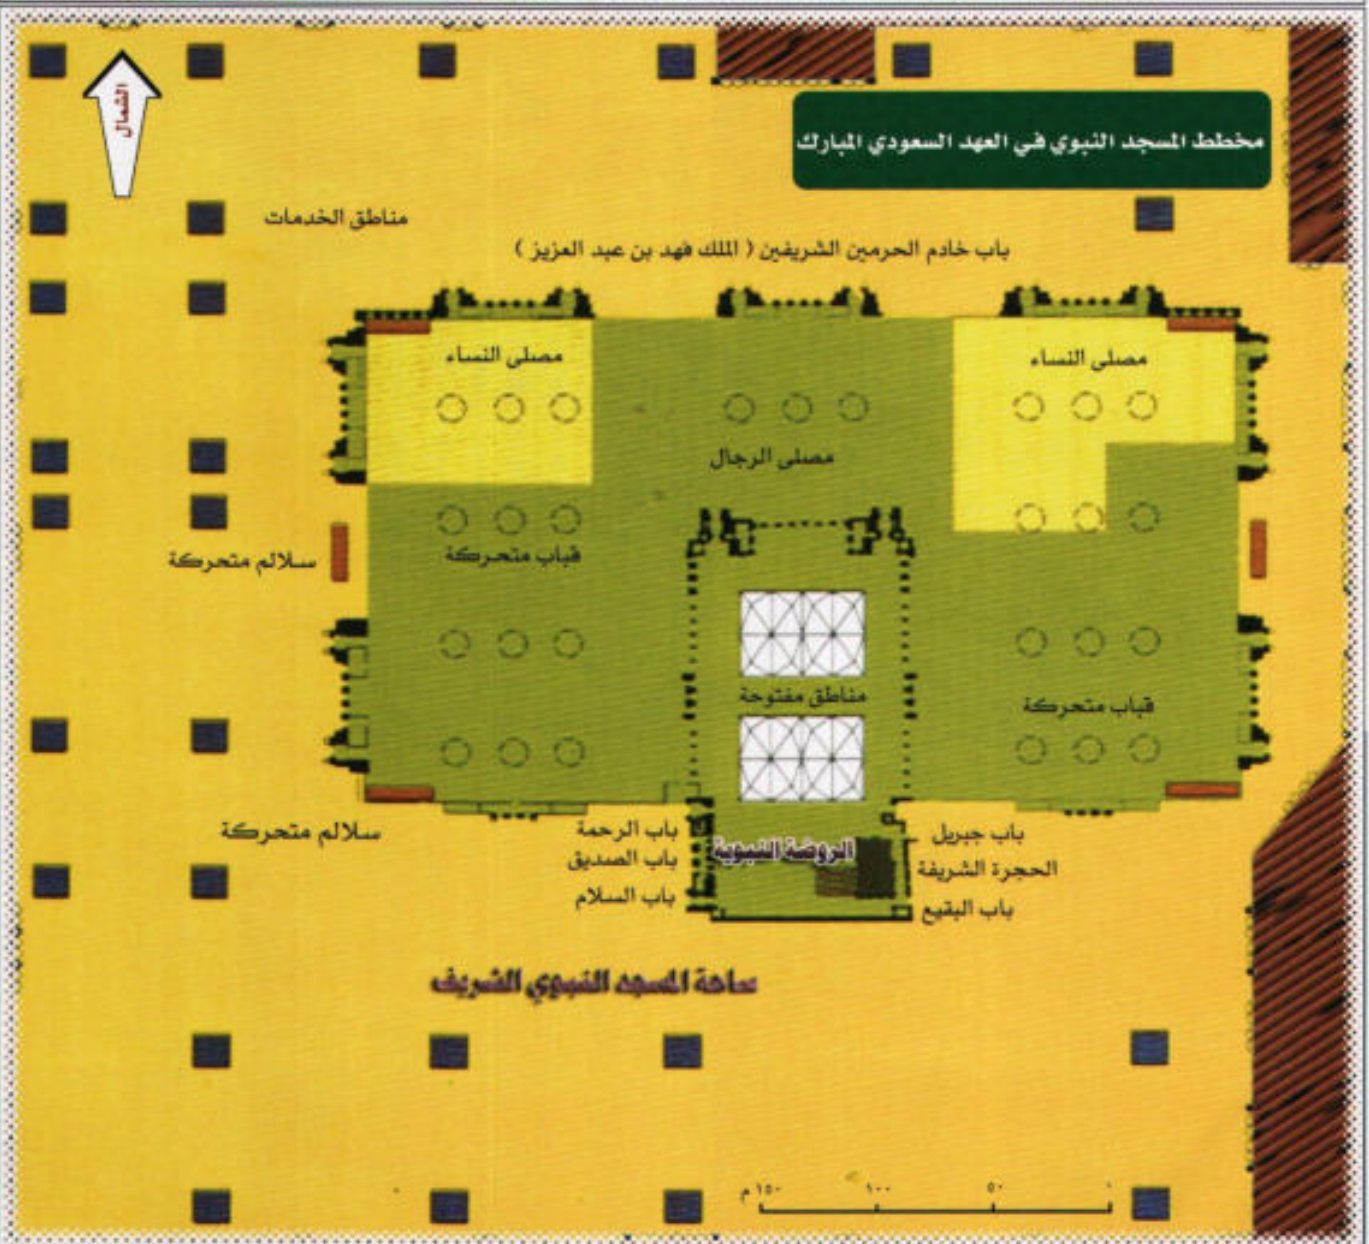 الشمال
مخطط المسجد النبوي في العهد السعودي المبارك
مناطق الخدمات
باب خادم الحرمين الشريفين ( الملك فهد بن عبد العزيز )
مصلى النساء
مصلى النساء
مصلى الرجال
قباب متحركة
سلالم متحركة
مناطق مفتوحة
قباب متحركة
سلالم متحركة
باب الرحمة
باب جبريل
الروضة النبوية
باب الصديق
الحجرة الشريفة
باب السلام
باب البقيع
ساحة المسجد النبوي الشريف
٠ ٥٠ ١٠٠ ١٥٠ م